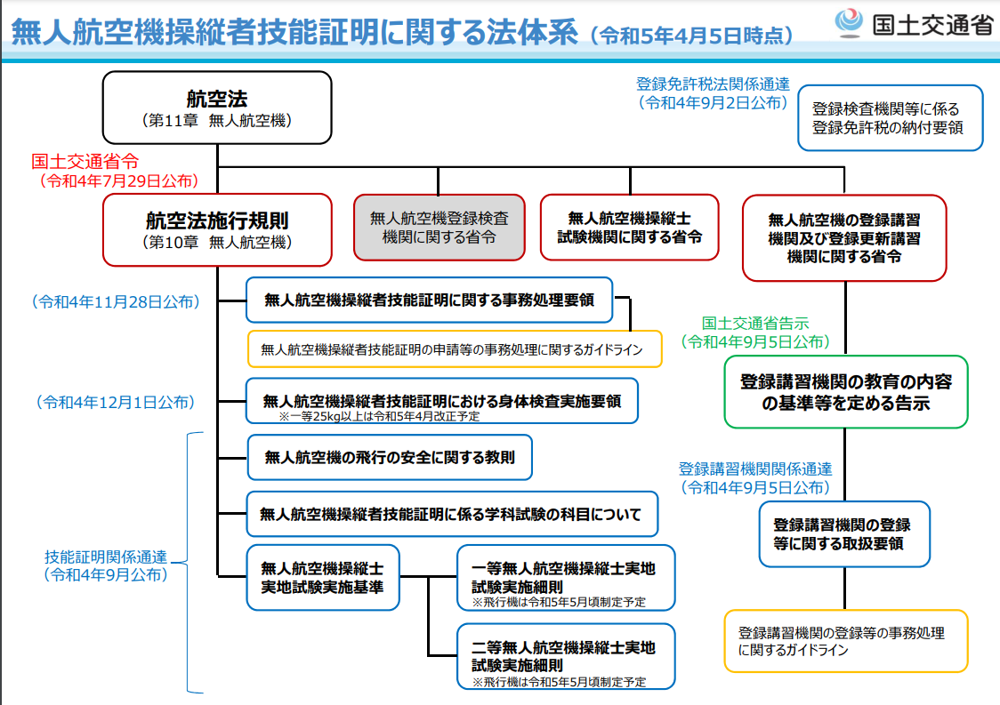 無人航空機操縦者技能証明に関する法体系（令和5年4月5日時点）
国土交通省
航空法
（第11章　無人航空機）
登録免許税法関係通達
（令和4年9月2日公布）
登録検査機関等に係る
登録免許税の納付要領
国土交通省令
（令和4年7月29日公布）
航空法施行規則
（第10章　無人航空機）
無人航空機登録検査
機関に関する省令
無人航空機操縦士
試験機関に関する省令
無人航空機の登録講習
機関及び登録更新講習
機関に関する省令
（令和4年11月28日公布）
無人航空機操縦者技能証明に関する事務処理要領
無人航空機操縦者技能証明の申請等の事務処理に関するガイドライン
国土交通省告示
（令和4年9月5日公布）
登録講習機関の教育の内容
の基準等を定める告示
（令和4年12月1日公布）
無人航空機操縦者技能証明における身体検査実施要領
※一等25kg以上は令和5年4月改正予定
無人航空機の飛行の安全に関する教則
登録講習機関関係通達
（令和4年9月5日公布）
無人航空機操縦者技能証明に係る学科試験の科目について
登録講習機関の登録
等に関する取扱要領
技能証明関係通達
（令和4年9月公布）
無人航空機操縦士
実地試験実施基準
一等無人航空機操縦士実地
試験実施細則
※飛行機は令和5年5月頃制定予定
二等無人航空機操縦士実地
試験実施細則
※飛行機は令和5年5月頃制定予定
登録講習機関の登録等の事務処理
に関するガイドライン